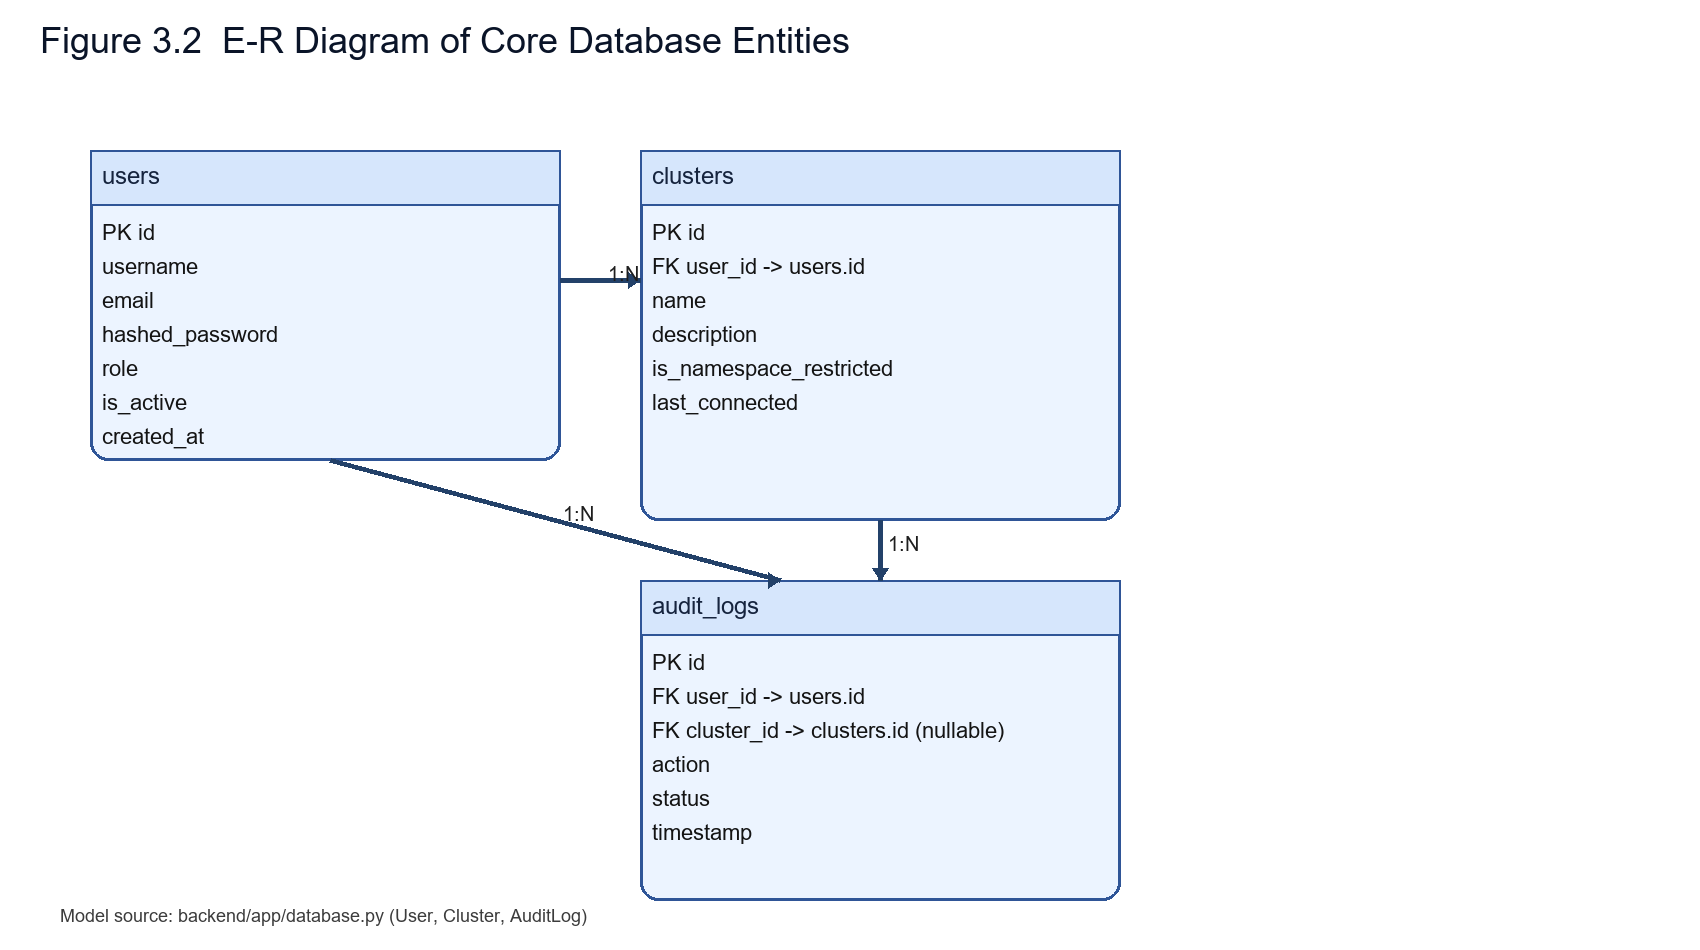 Figure 3.2  E-R Diagram of Core Database Entities
users
PK id
username
email
hashed_password
role
is_active
created_at
1:N
clusters
PK id
FK user_id -> users.id
name
description
is_namespace_restricted
last_connected
1:N
1:N
audit_logs
PK id
FK user_id -> users.id
FK cluster_id -> clusters.id (nullable)
action
status
timestamp
Model source: backend/app/database.py (User, Cluster, AuditLog)